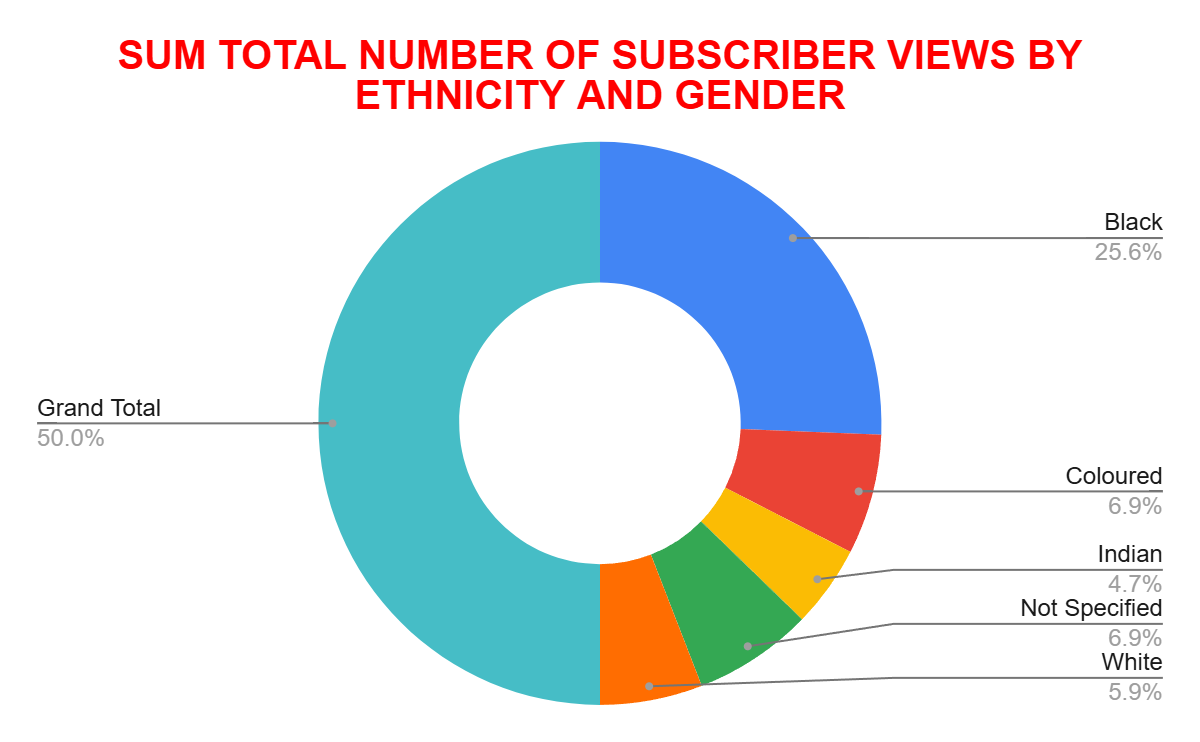 SUM TOTAL NUMBER OF SUBSCRIBER VIEWS BY
ETHNICITY AND GENDER
Black
25.6%
Grand Total
50.0%
Coloured
6.9%
Indian
4.7%
Not Specified
6.9%
White
5.9%